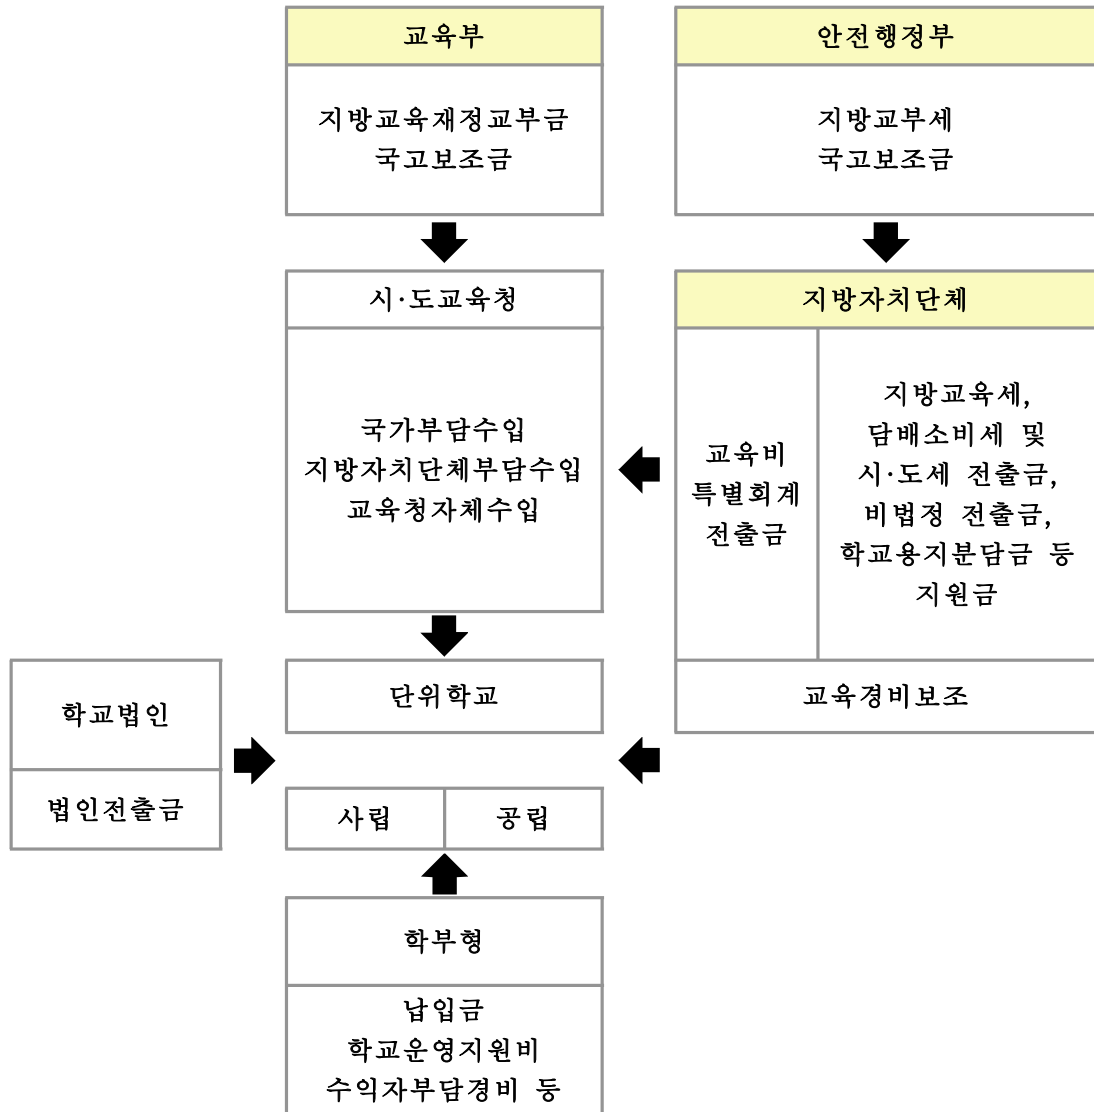 교육부
안전행정부
지방교육재정교부금
국고보조금
지방교부세
국고보조금
시·도교육청
지방자치단체
국가부담수입
지방자치단체부담수입
교육청자체수입
교육비
특별회계
전출금
지방교육세,
담배소비세 및
시·도세 전출금,
비법정 전출금,
학교용지분담금 등
지원금
학교법인
단위학교
교육경비보조
법인전출금
사립
공립
학부형
납입금
학교운영지원비
수익자부담경비 등